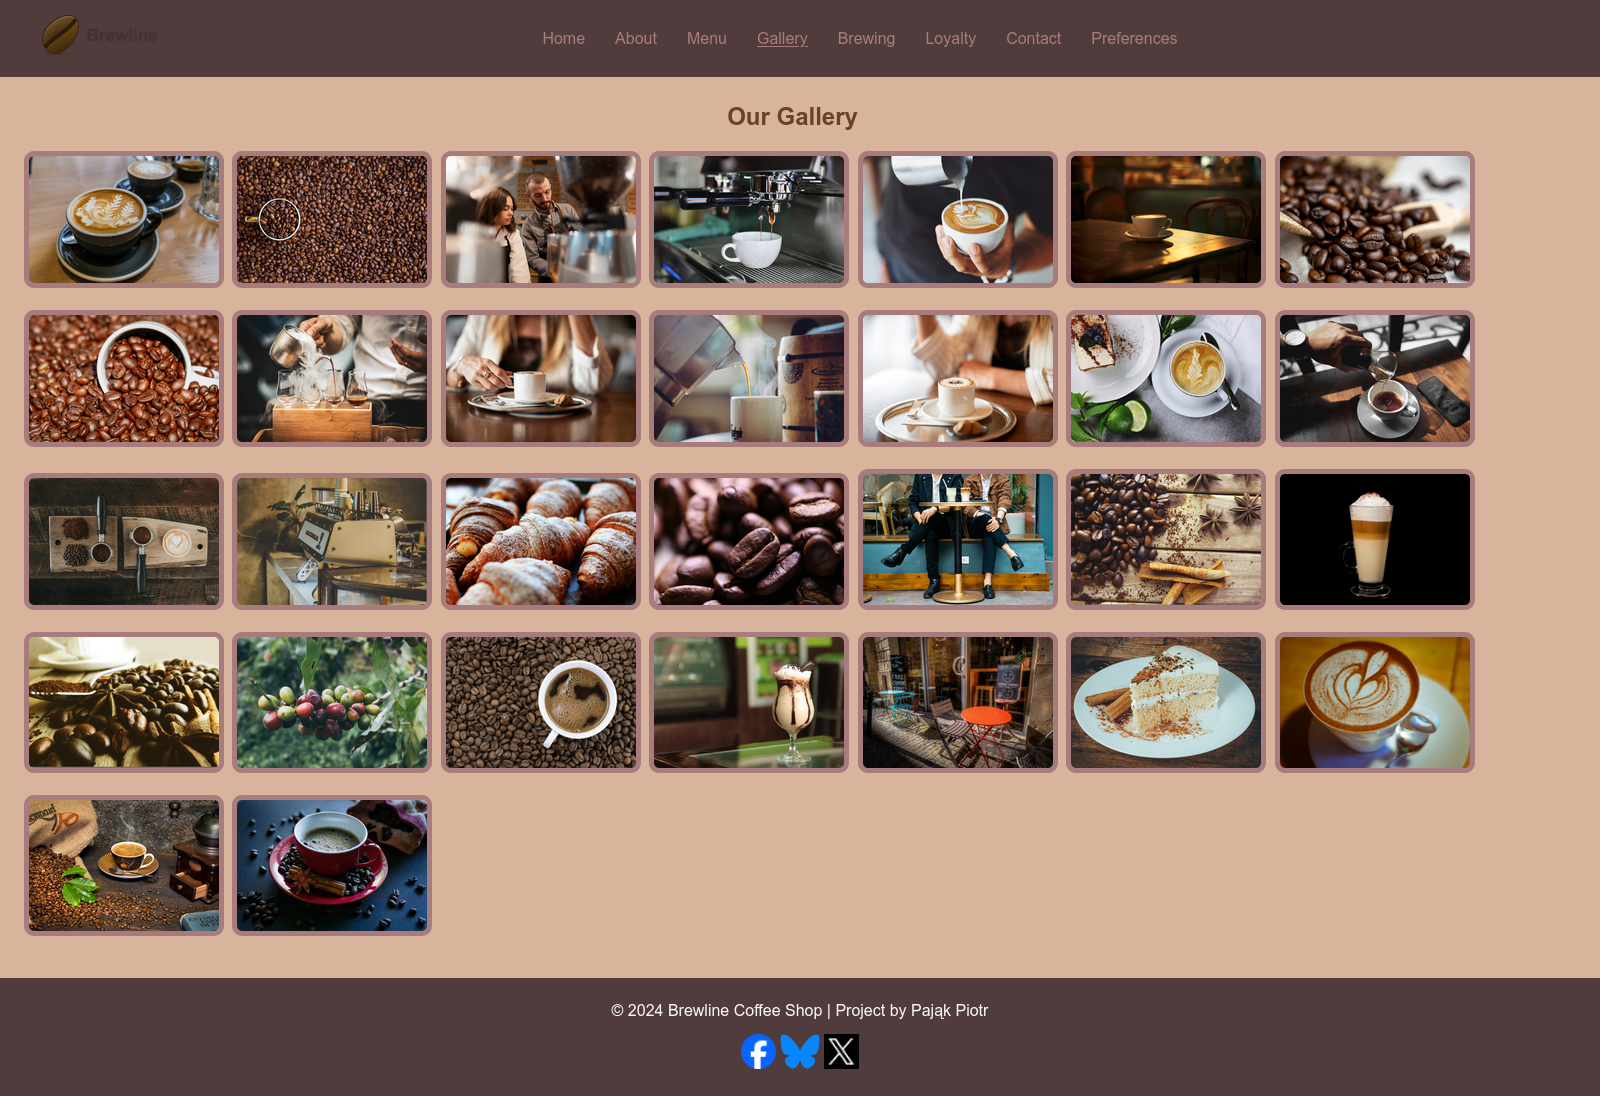 Brewline
Home About Menu Gallery Brewing Loyalty Contact Preferences
Our Gallery
© 2024 Brewline Coffee Shop | Project by Pająk Piotr